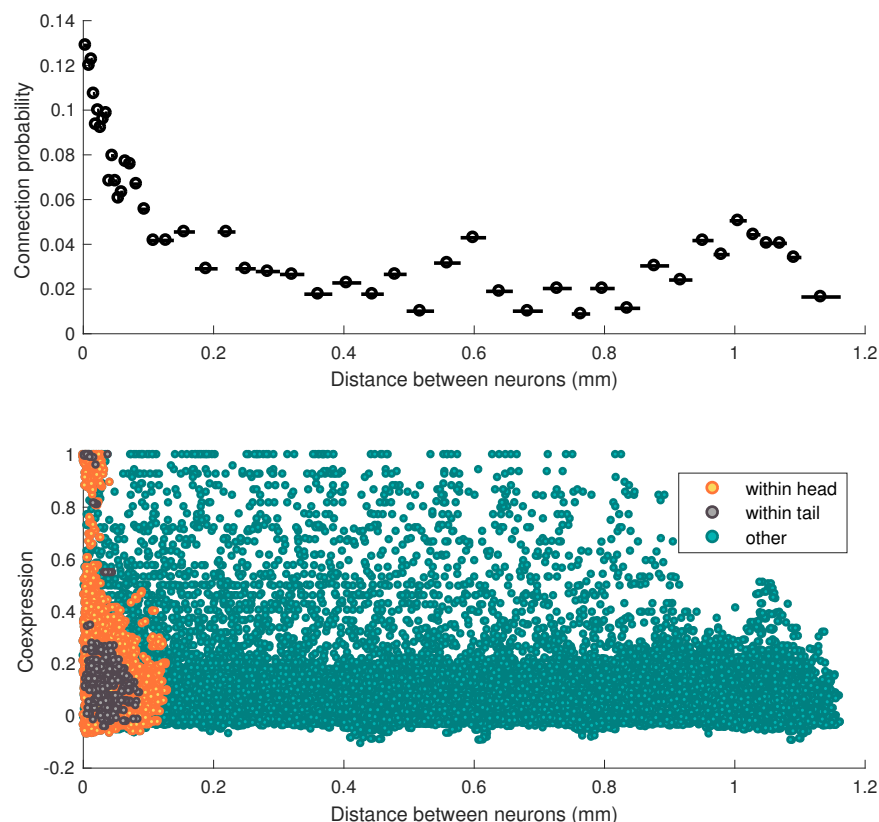 0.14
0.12
0.1
0.08
0.06
0.04
0.02
0
Connection probability
0 0.2 0.4 0.6 0.8 1 1.2
Distance between neurons (mm)
1
0.8
0.6
0.4
0.2
0
-0.2
Coexpression
within head
within tail
other
0 0.2 0.4 0.6 0.8 1 1.2
Distance between neurons (mm)